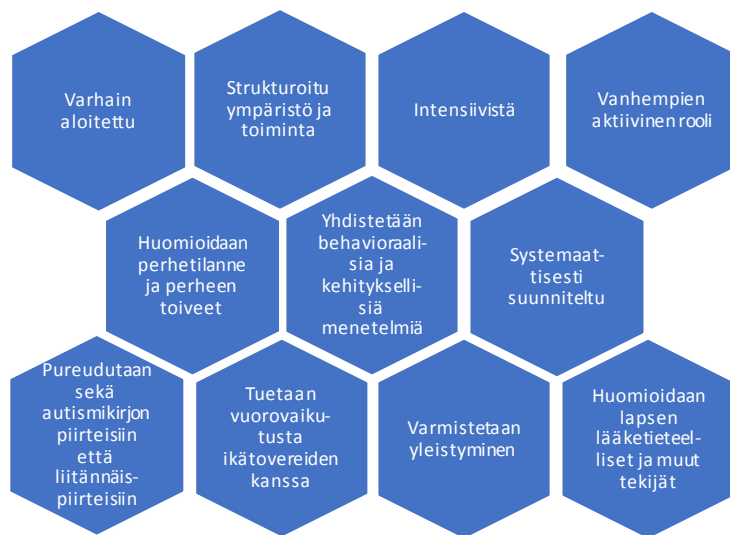 Varhain
aloitettu
Strukturoitu
ympäristö ja
toiminta
Intensiivistä
Vanhempien
aktiivinen rooli
Huomioidaan
perhetilanne
ja perheen
toiveet
Yhdistetään
behavioraali-
sia ja
kehitykselli-
siä
menetelmiä
Systemaat-
tisesti
suunniteltu
Pureudutaan
sekä
autismikirjon
piirteisiin
että
liitännäis-
piirteisiin
Tuetaan
vuorovaiku-
tusta
ikätovereiden
kanssa
Varmistetaan
yleistyminen
Huomioidaan
lapsen
lääketieteel-
liset ja muut
tekijät